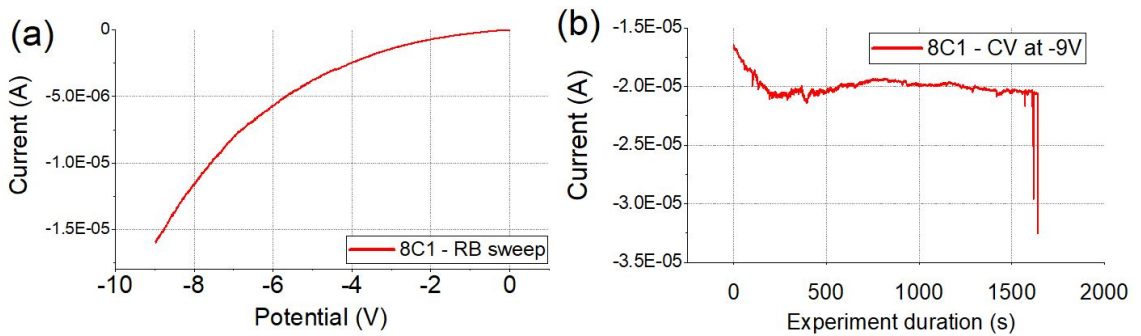 (a)
0
-5.0E-06
-1.0E-05
-1.5E-05
Current (A)
8C1 - RB sweep
-10 -8 -6 -4 -2 0
Potential (V)
(b)
-1.5E-05
-2.0E-05
-2.5E-05
-3.0E-05
-3.5E-05
Current (A)
8C1 - CV at -9V
0 500 1000 1500 2000
Experiment duration (s)